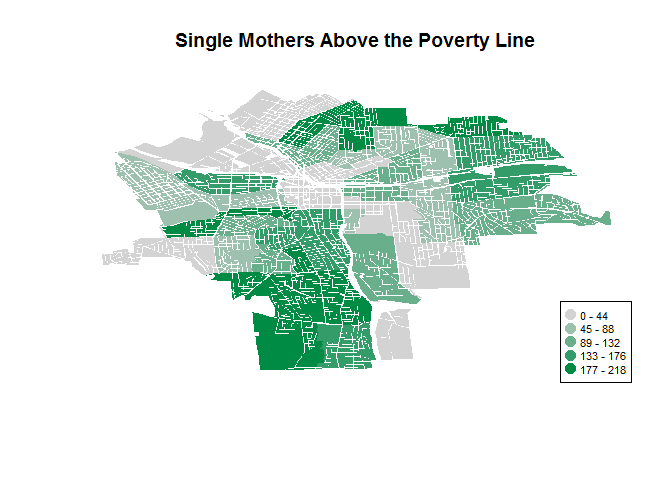 Single Mothers Above the Poverty Line
0 - 44
45 - 88
89 - 132
133 - 176
177 - 218